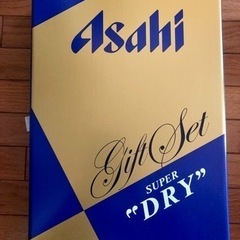 Asahi
Gift Set
SUPER
"DRY"